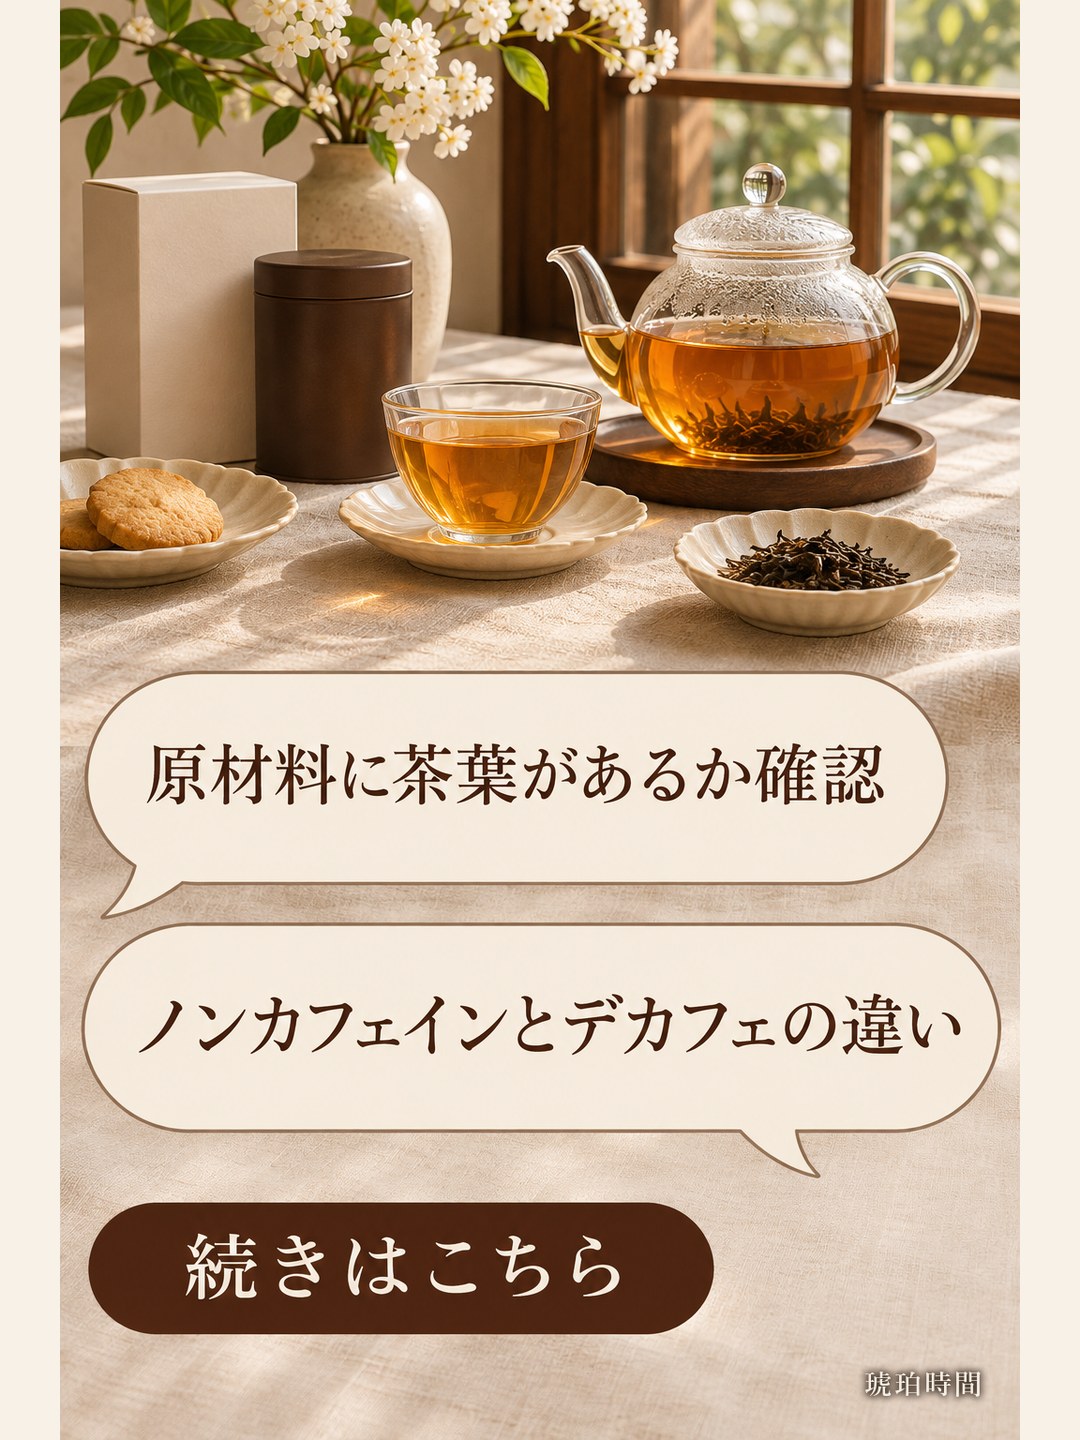 原材料に茶葉があるか確認
ノンカフェインとデカフェの違い
続きはこちら
琥珀時間